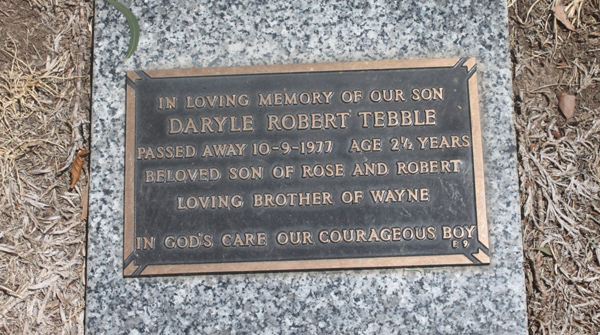 IN LOVING MEMORY OF OUR SON
DARYLE ROBERT TEBBLE
PASSED AWAY 10-9-1977 AGE 2½ YEARS
BELOVED SON OF ROSE AND ROBERT
LOVING BROTHER OF WAYNE
IN GOD'S CARE OUR COURAGEOUS BOY